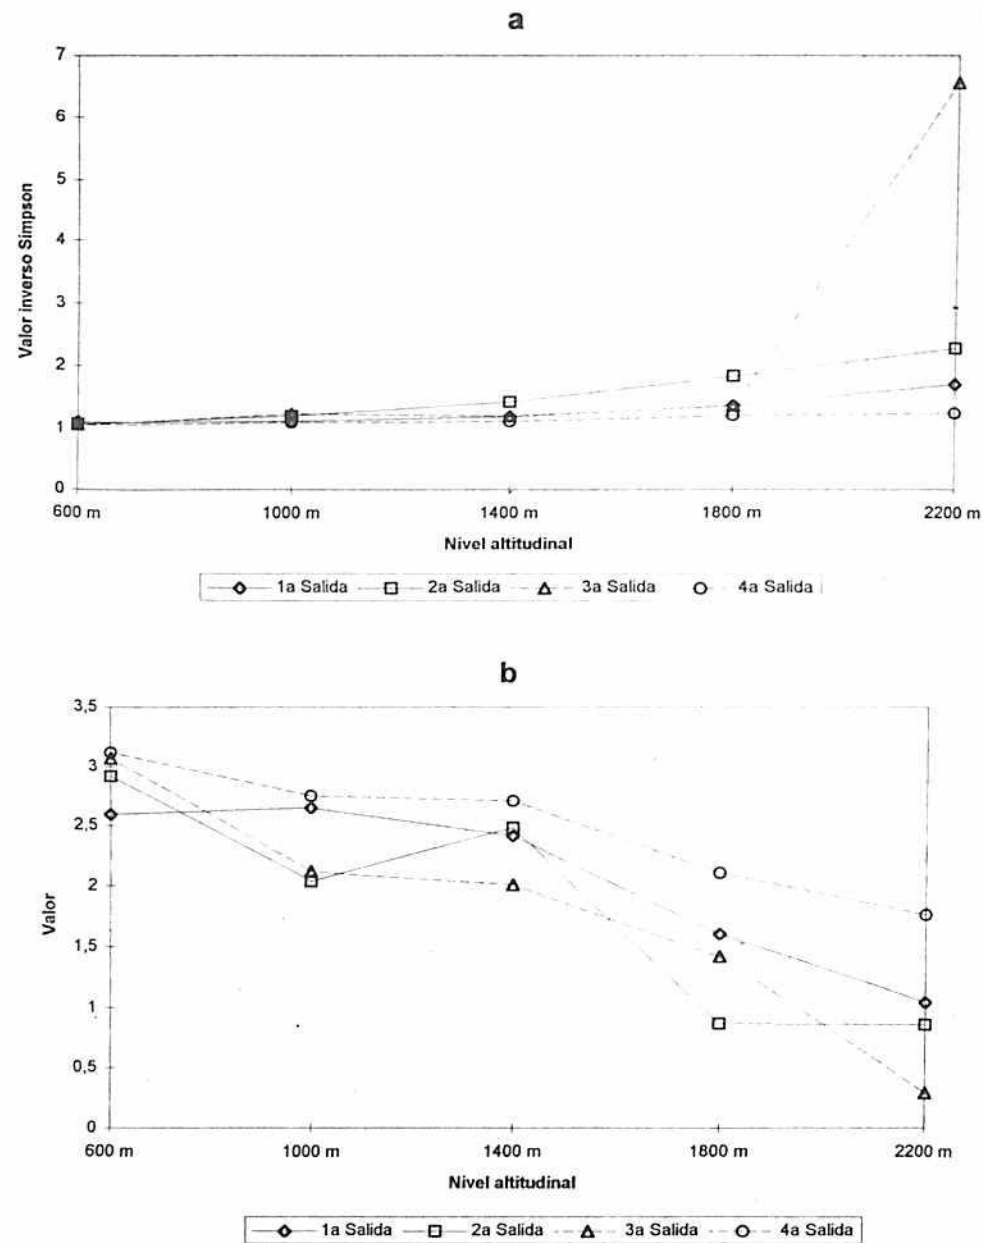 a
7
6
5
4
3
2
1
0
Valor inverso Simpson
600 m 1000 m 1400 m 1800 m 2200 m
Nivel altitudinal
1a Salida 2a Salida 3a Salida 4a Salida
b
3,5
3
2,5
2
1,5
1
0,5
0
Valor
600 m 1000 m 1400 m 1800 m 2200 m
Nivel altitudinal
1a Salida 2a Salida 3a Salida 4a Salida